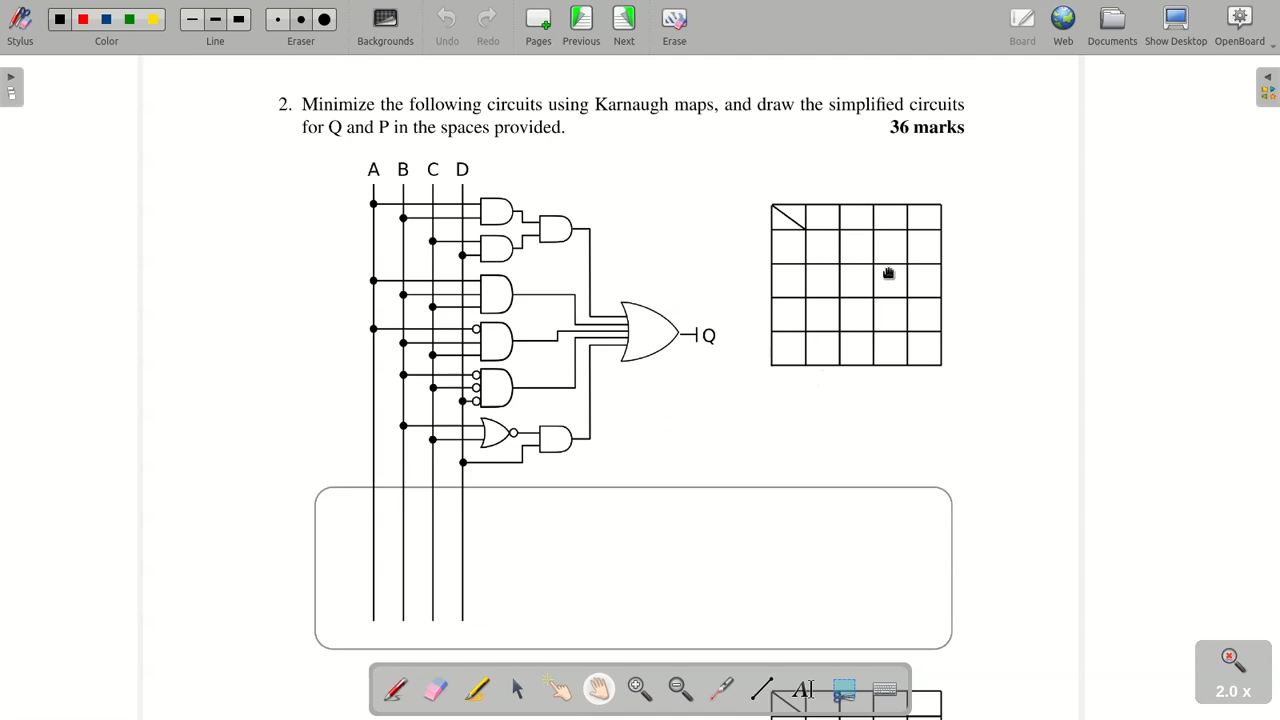 Stylus
Color
Line
Eraser
Backgrounds
Undo
Redo
Pages
Previous
Next
Erase
Board
Web
Documents
Show Desktop
OpenBoard
2. Minimize the following circuits using Karnaugh maps, and draw the simplified circuits
for Q and P in the spaces provided. 36 marks
A B C D
Q
A
2.0 x